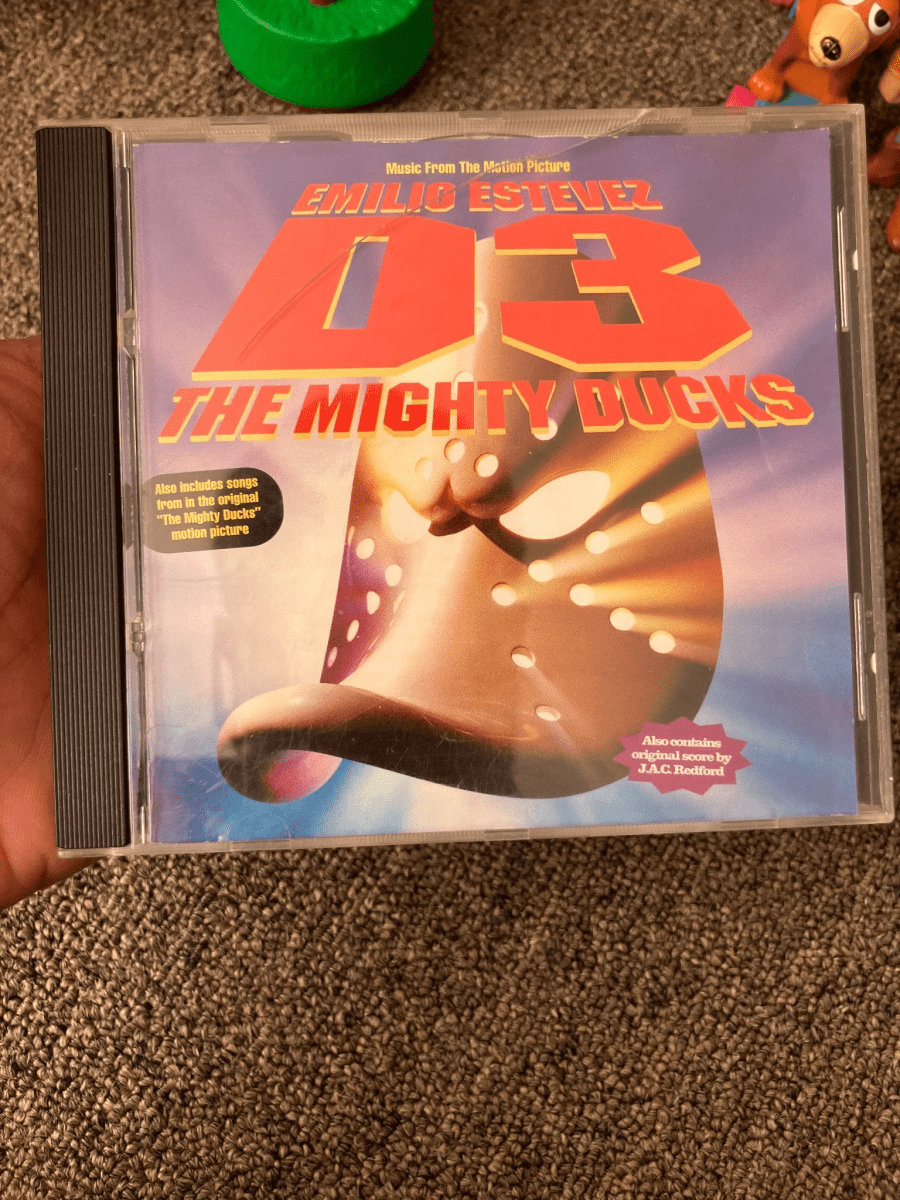 Music From The Motion Picture
EMILIO ESTEVEZ
D3
THE MIGHTY DUCKS
Also includes songs
from in the original
"The Mighty Ducks"
motion picture
Also contains
original score by
J.A.C. Redford